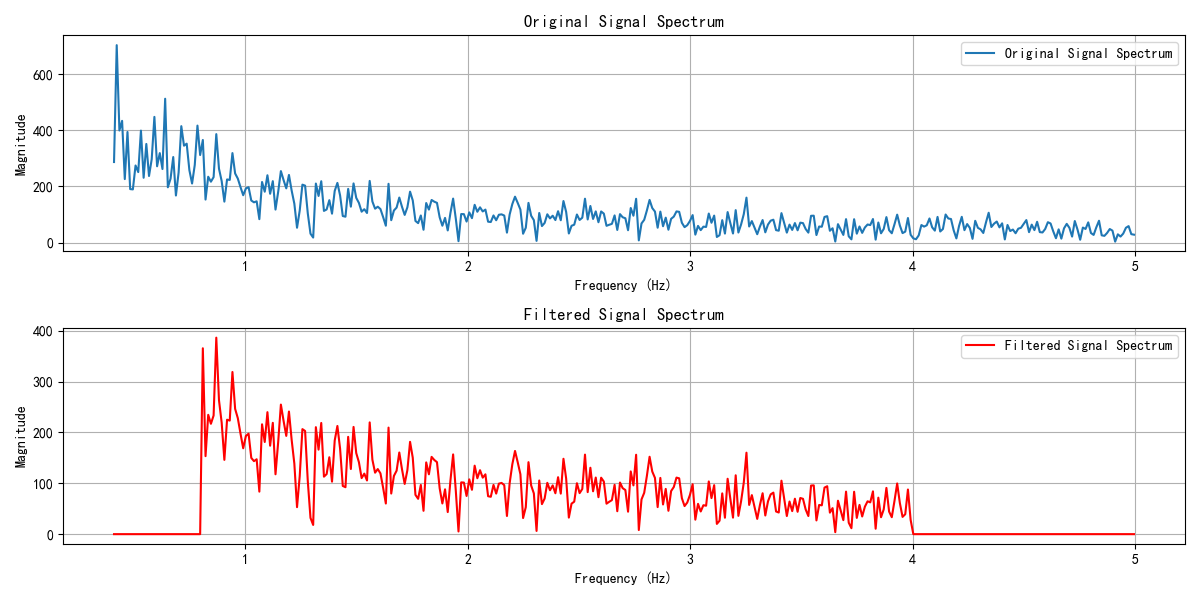 Original Signal Spectrum
Original Signal Spectrum
Magnitude
600
400
200
0
1
2
3
4
5
Frequency (Hz)
Filtered Signal Spectrum
Filtered Signal Spectrum
Magnitude
400
300
200
100
0
1
2
3
4
5
Frequency (Hz)